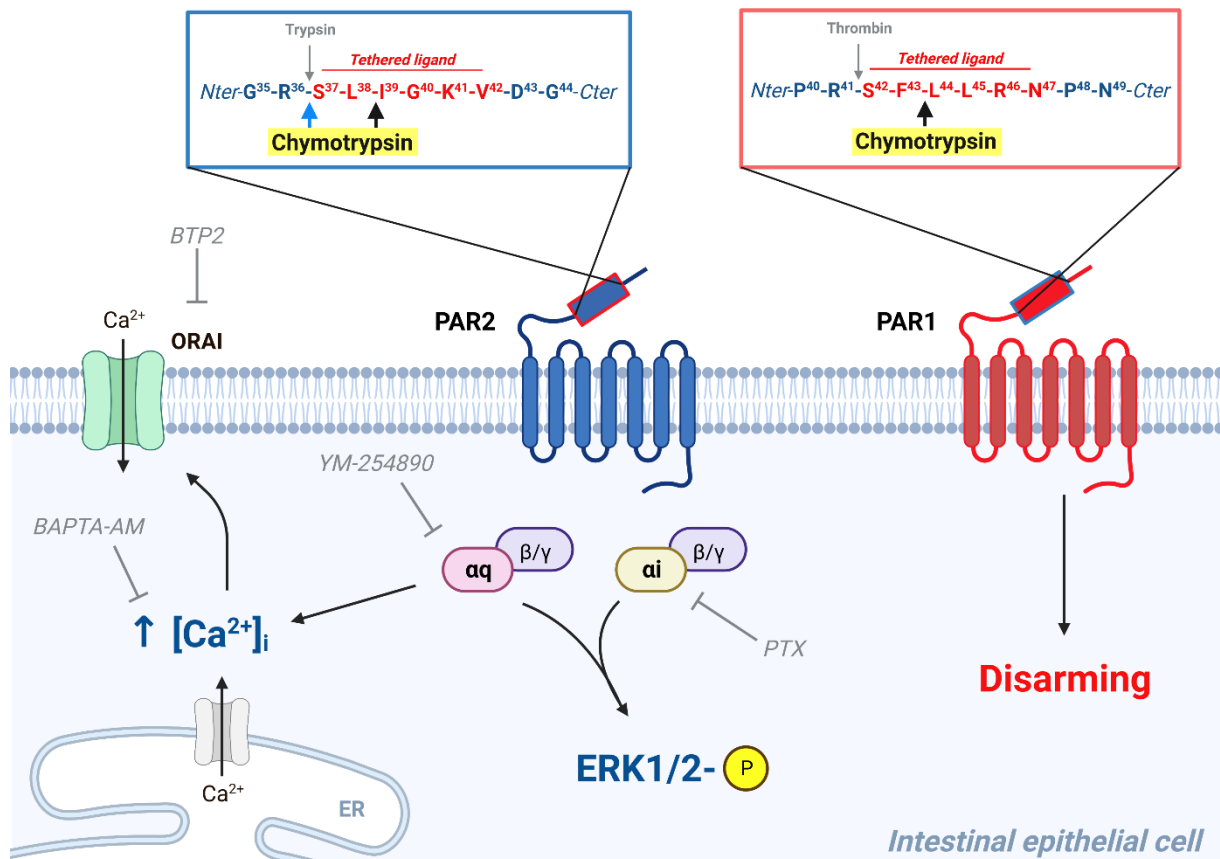 Trypsin
Tethered ligand
Nter-G³⁵-R³⁶-S³⁷-L³⁸-I³⁹-G⁴⁰-K⁴¹-V⁴²-D⁴³-G⁴⁴-Cter
Chymotrypsin
Thrombin
Tethered ligand
Nter-P⁴⁰-R⁴¹-S⁴²-F⁴³-L⁴⁴-L⁴⁵-R⁴⁶-N⁴⁷-P⁴⁸-N⁴⁹-Cter
Chymotrypsin
BTP2
Ca²⁺
ORAI
PAR2
PAR1
YM-254890
BAPTA-AM
αq
β/γ
αi
β/γ
↑ [Ca²⁺]ᵢ
PTX
Disarming
ERK1/2- P
Ca²⁺
ER
Intestinal epithelial cell